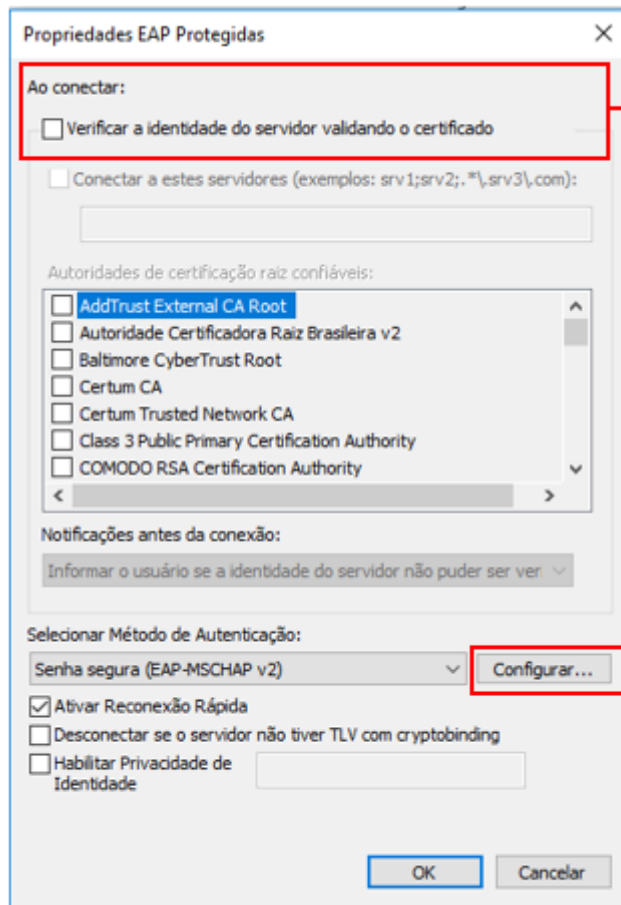 Propriedades EAP Protegidas
Ao conectar:
Verificar a identidade do servidor validando o certificado
Conectar a estes servidores (exemplos: srv1;srv2;.*\.srv3\.com):
Autoridades de certificação raiz confiáveis:
AddTrust External CA Root
Autoridade Certificadora Raiz Brasileira v2
Baltimore CyberTrust Root
Certum CA
Certum Trusted Network CA
Class 3 Public Primary Certification Authority
COMODO RSA Certification Authority
Notificações antes da conexão:
Informar o usuário se a identidade do servidor não puder ser veri
Selecionar Método de Autenticação:
Senha segura (EAP-MSCHAP v2)
Configurar...
Ativar Reconexão Rápida
Desconectar se o servidor não tiver TLV com cryptobinding
Habilitar Privacidade de
Identidade
OK
Cancelar